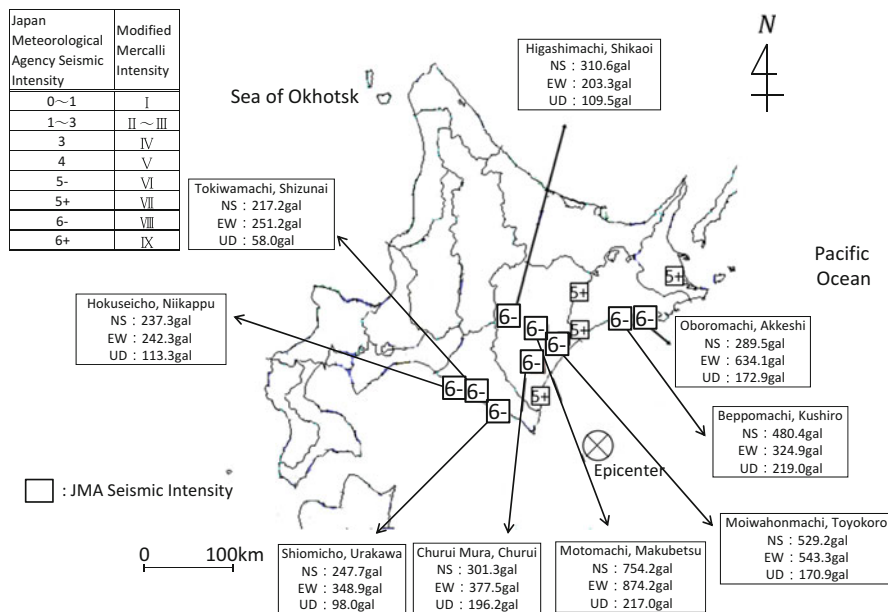 Japan
Meteorological
Agency Seismic
Intensity
Modified
Mercalli
Intensity
0～1 Ⅰ
1～3 Ⅱ～Ⅲ
3 Ⅳ
4 Ⅴ
5- Ⅵ
5+ Ⅶ
6- Ⅷ
6+ Ⅸ
Sea of Okhotsk
Higashimachi, Shikaoi
NS：310.6gal
EW：203.3gal
UD：109.5gal
N
Tokiwamachi, Shizunai
NS：217.2gal
EW：251.2gal
UD：58.0gal
Pacific
Ocean
Hokuseicho, Niikappu
NS：237.3gal
EW：242.3gal
UD：113.3gal
5+
5+
6-
6-
6-
5+
6-
6-
6-
Oboromachi, Akkeshi
NS：289.5gal
EW：634.1gal
UD：172.9gal
6-
6-
6-
5+
Beppomachi, Kushiro
NS：480.4gal
EW：324.9gal
UD：219.0gal
Epicenter
: JMA Seismic Intensity
0 100km
Shiomicho, Urakawa
NS：247.7gal
EW：348.9gal
UD：98.0gal
Churui Mura, Churui
NS：301.3gal
EW：377.5gal
UD：196.2gal
Motomachi, Makubetsu
NS：754.2gal
EW：874.2gal
UD：217.0gal
Moiwahonmachi, Toyokoro
NS：529.2gal
EW：543.3gal
UD：170.9gal